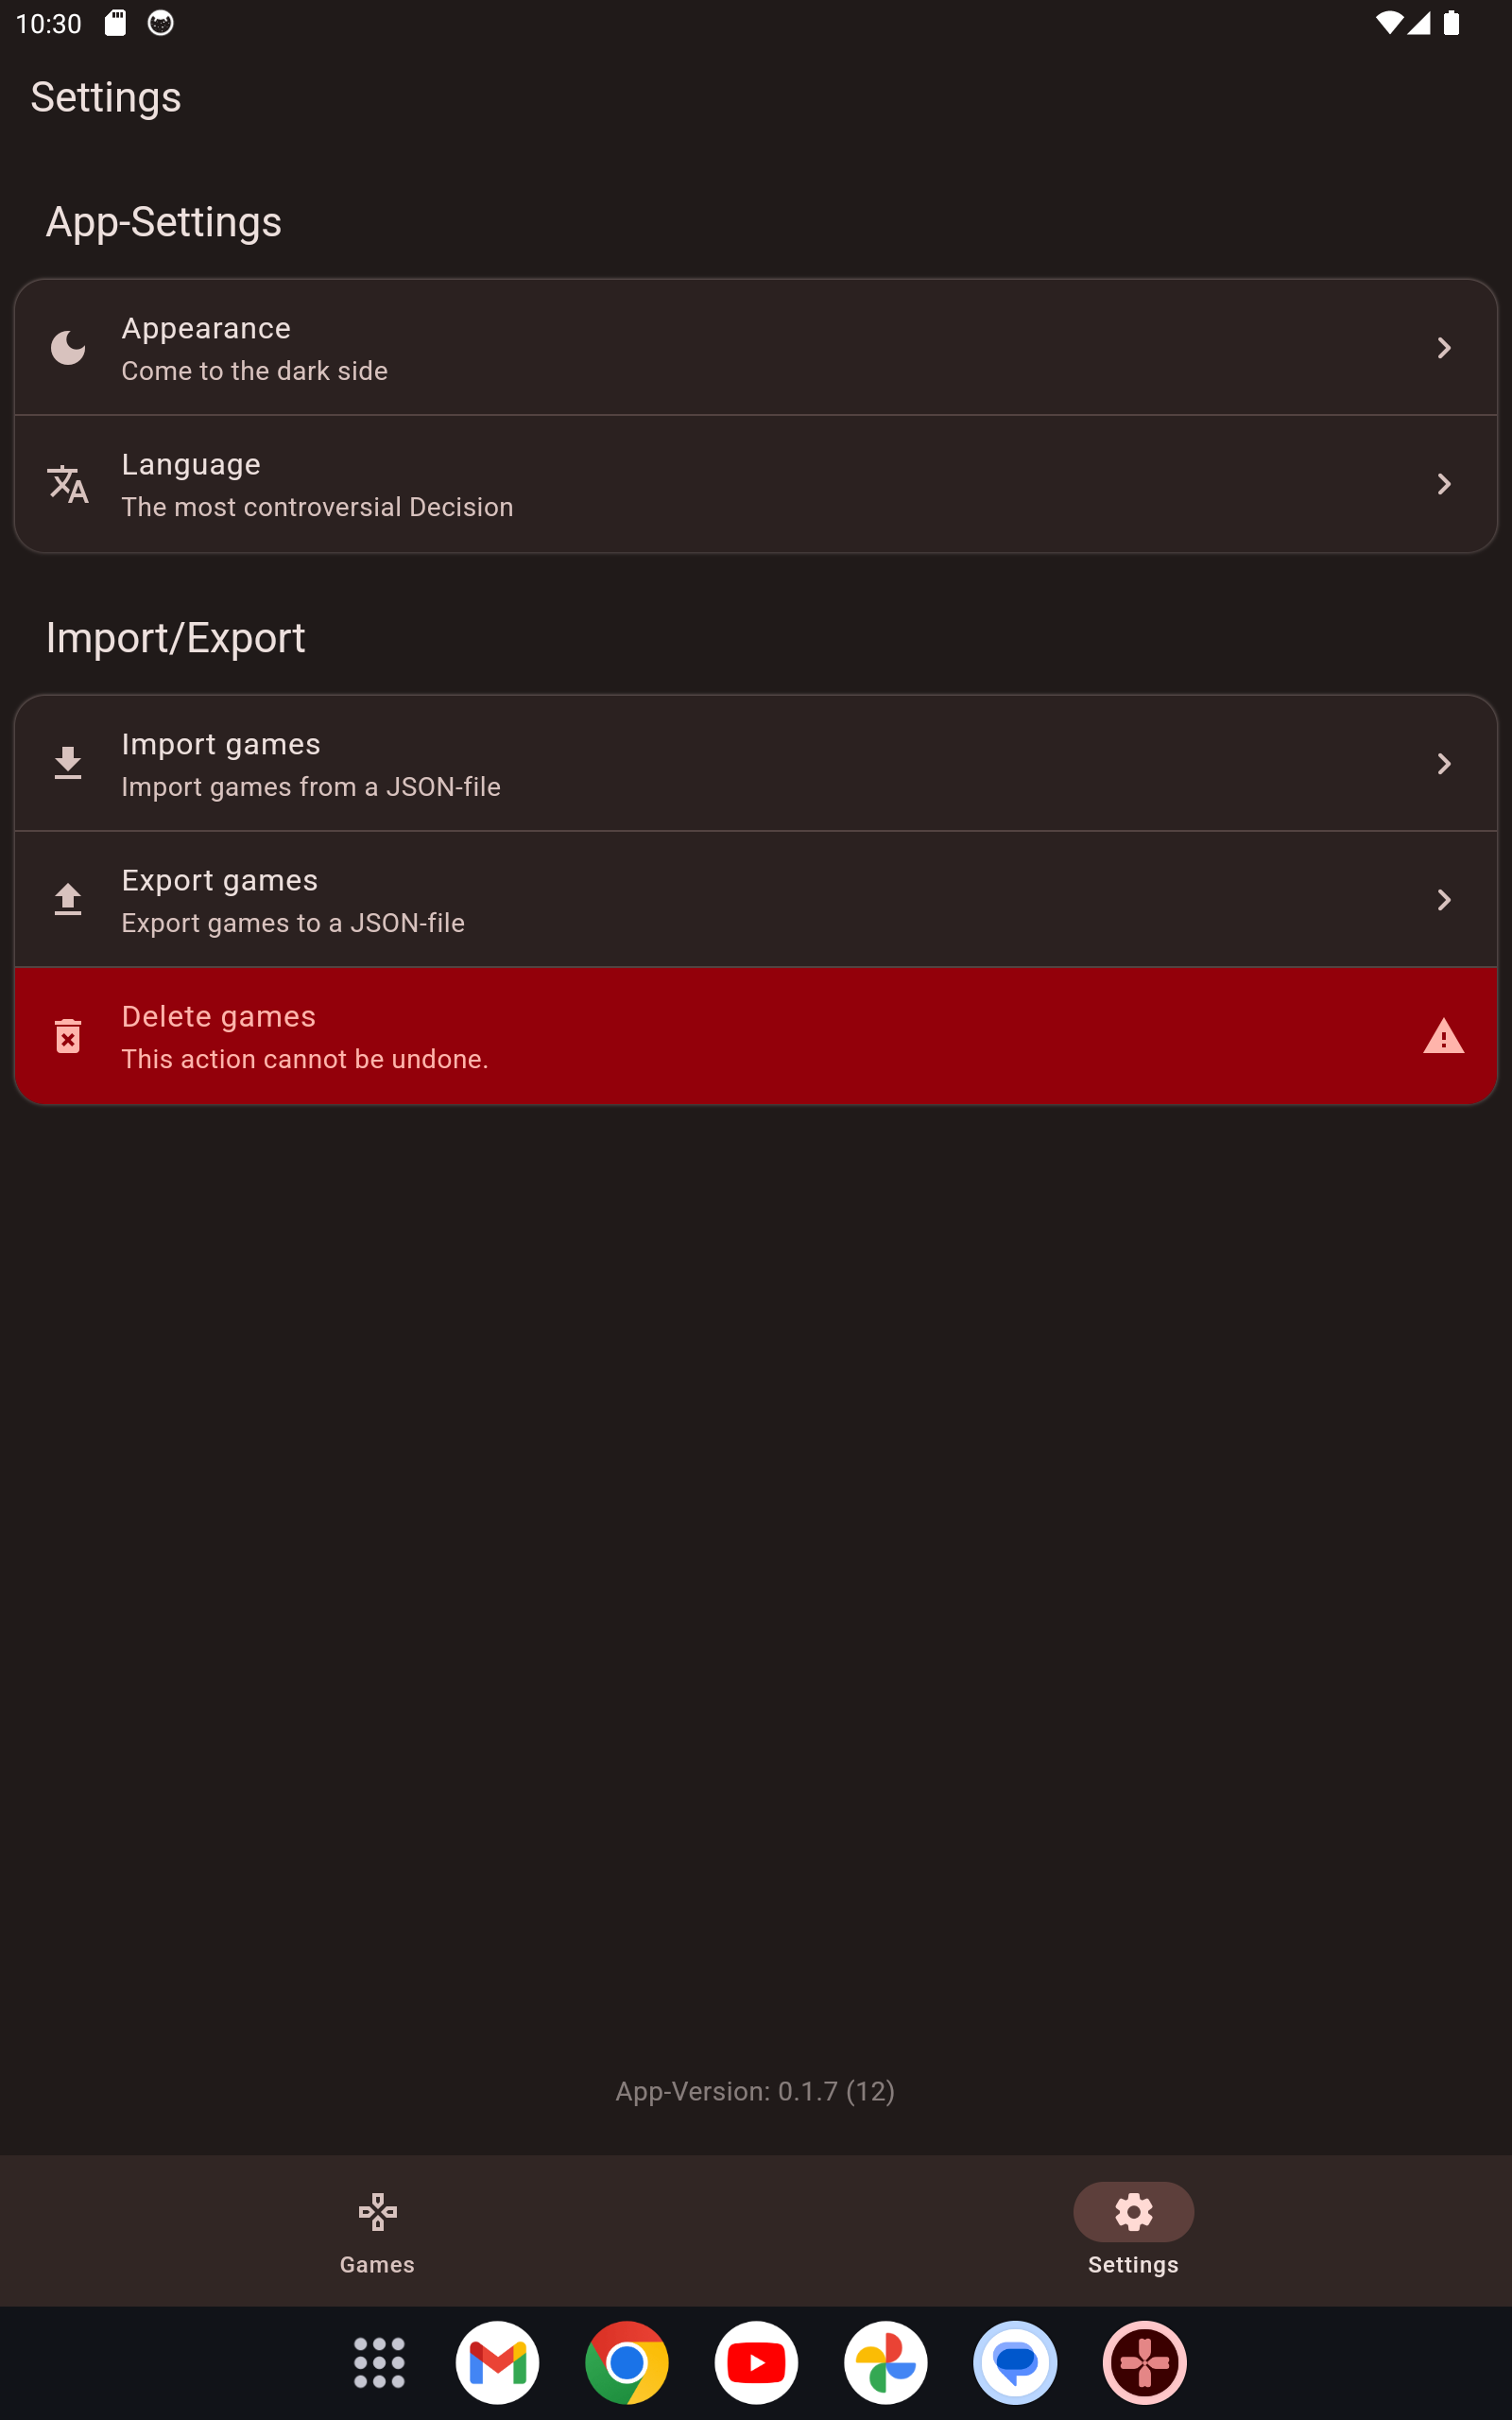 10:30
Settings
App-Settings
Appearance
Come to the dark side
Language
The most controversial Decision
Import/Export
Import games
Import games from a JSON-file
Export games
Export games to a JSON-file
Delete games
This action cannot be undone.
App-Version: 0.1.7 (12)
Games
Settings